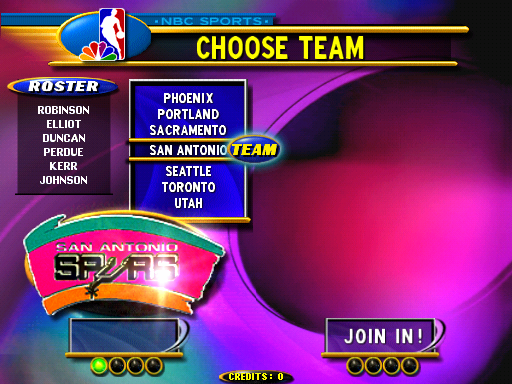 NBC SPORTS
CHOOSE TEAM
ROSTER
ROBINSON
ELLIOT
DUNCAN
PERDUE
KERR
JOHNSON
PHOENIX
PORTLAND
SACRAMENTO
SAN ANTONIO TEAM
SEATTLE
TORONTO
UTAH
SAN ANTONIO
SPURS
JOIN IN!
CREDITS: 0